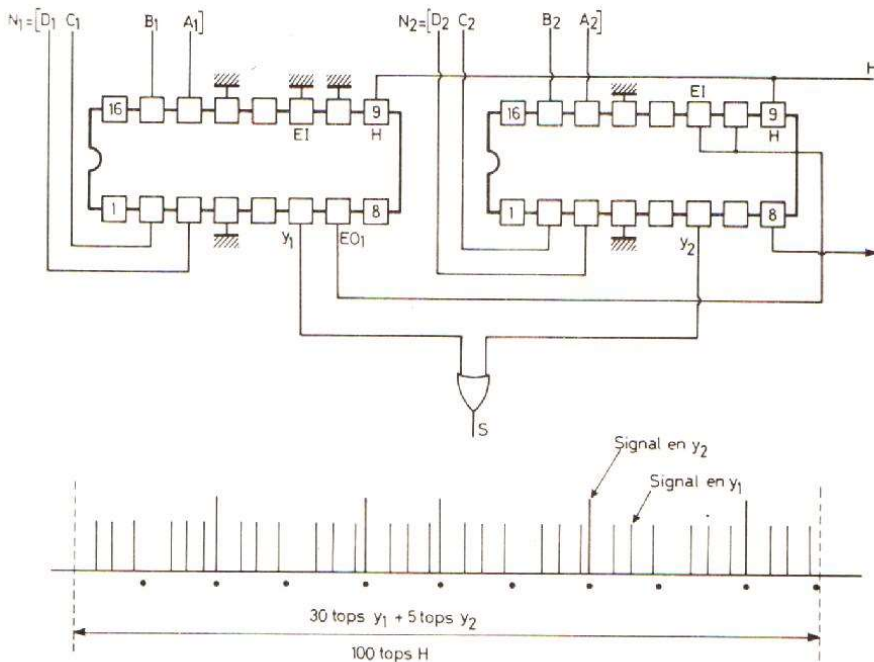 N₁=[D₁ C₁ B₁ A₁]
N₂=[D₂ C₂ B₂ A₂]
H
16
EI
9
H
1
y₁
EO₁
8
EI
16
9
H
1
y₂
8
S
Signal en y₂
Signal en y₁
30 tops y₁ + 5 tops y₂
100 tops H